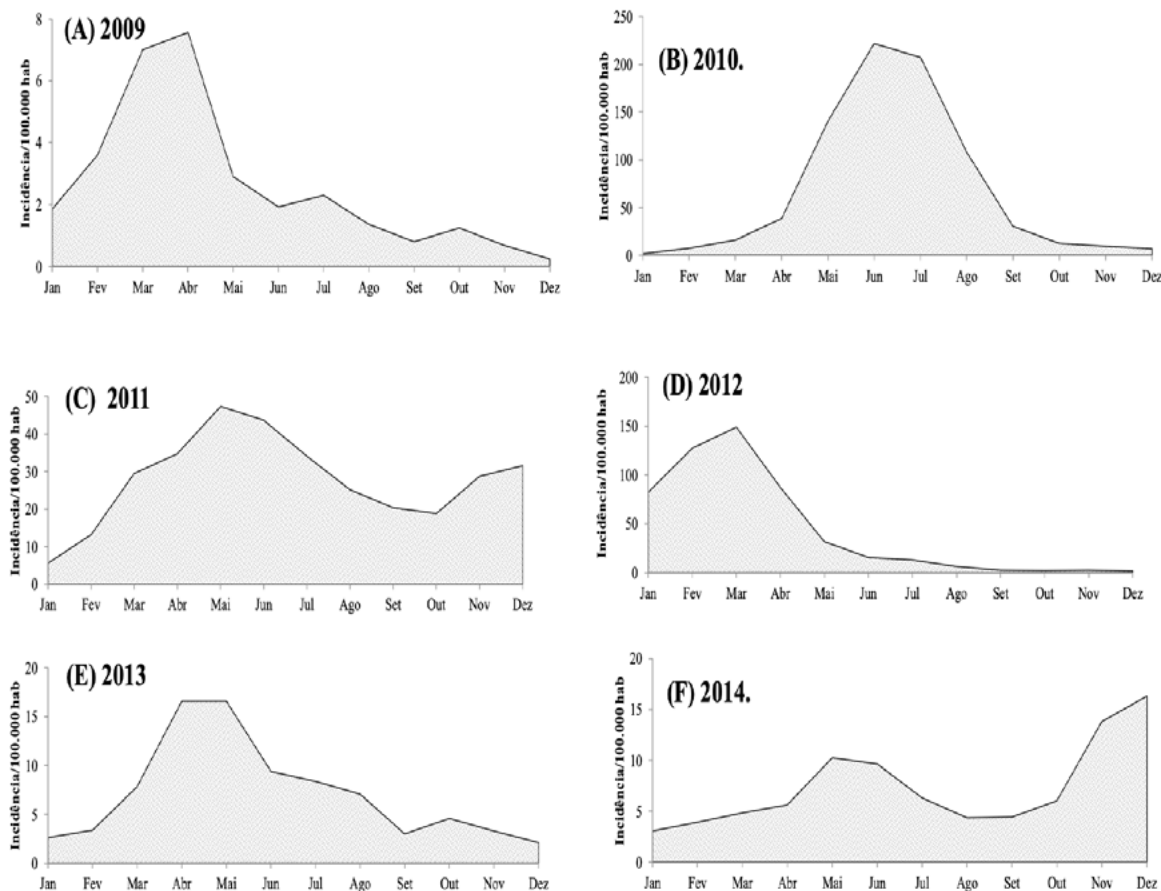 (A) 2009
Incidência/100.000 hab
8
6
4
2
0
Jan Fev Mar Abr Mai Jun Jul Ago Set Out Nov Dez
(B) 2010.
Incidência/100.000 hab
250
200
150
100
50
0
Jan Fev Mar Abr Mai Jun Jul Ago Set Out Nov Dez
(C) 2011
Incidência/100.000 hab
50
40
30
20
10
0
Jan Fev Mar Abr Mai Jun Jul Ago Set Out Nov Dez
(D) 2012
Incidência/100.000 hab
200
150
100
50
0
Jan Fev Mar Abr Mai Jun Jul Ago Set Out Nov Dez
(E) 2013
Incidência/100.000 hab
20
15
10
5
0
Jan Fev Mar Abr Mai Jun Jul Ago Set Out Nov Dez
(F) 2014.
Incidência/100.000 hab
20
15
10
5
0
Jan Fev Mar Abr Mai Jun Jul Ago Set Out Nov Dez